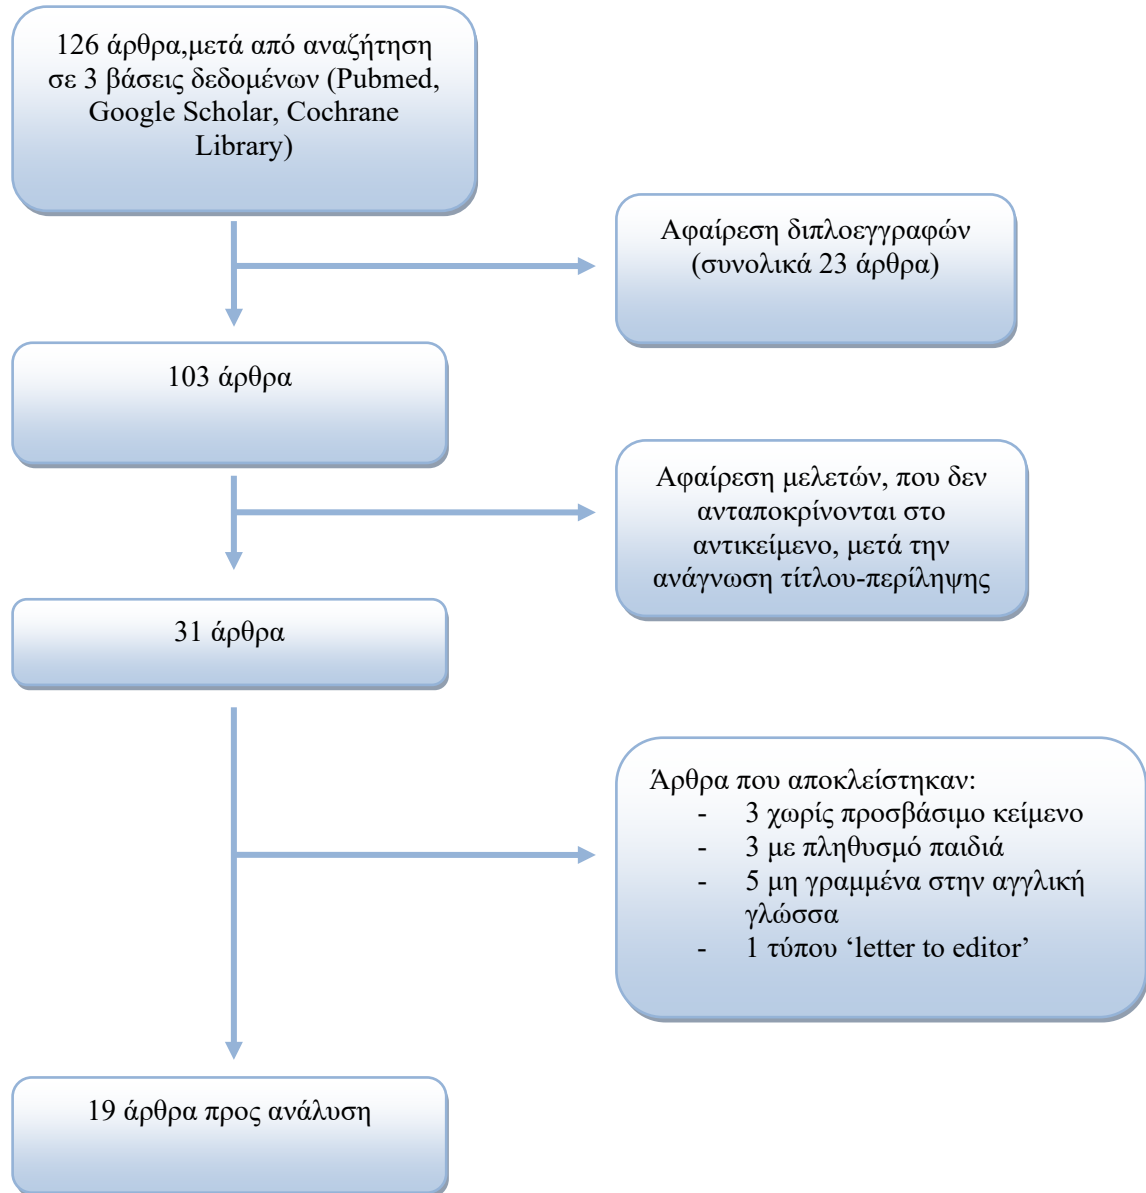 126 άρθρα,μετά από αναζήτηση
σε 3 βάσεις δεδομένων (Pubmed,
Google Scholar, Cochrane
Library)
Αφαίρεση διπλοεγγραφών
(συνολικά 23 άρθρα)
103 άρθρα
Αφαίρεση μελετών, που δεν
ανταποκρίνονται στο
αντικείμενο, μετά την
ανάγνωση τίτλου-περίληψης
31 άρθρα
Άρθρα που αποκλείστηκαν:
- 3 χωρίς προσβάσιμο κείμενο
- 3 με πληθυσμό παιδιά
- 5 μη γραμμένα στην αγγλική
γλώσσα
- 1 τύπου ‘letter to editor’
19 άρθρα προς ανάλυση